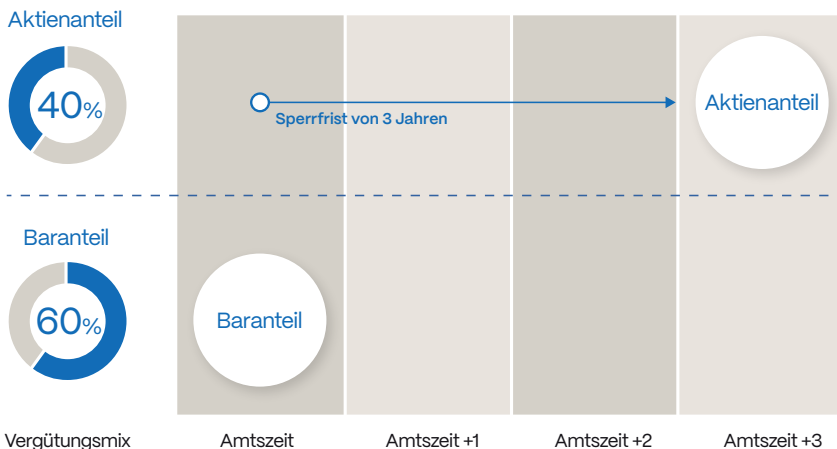 Aktienanteil
40%
Sperrfrist von 3 Jahren
Aktienanteil
Baranteil
60%
Baranteil
Vergütungsmix
Amtszeit
Amtszeit +1
Amtszeit +2
Amtszeit +3